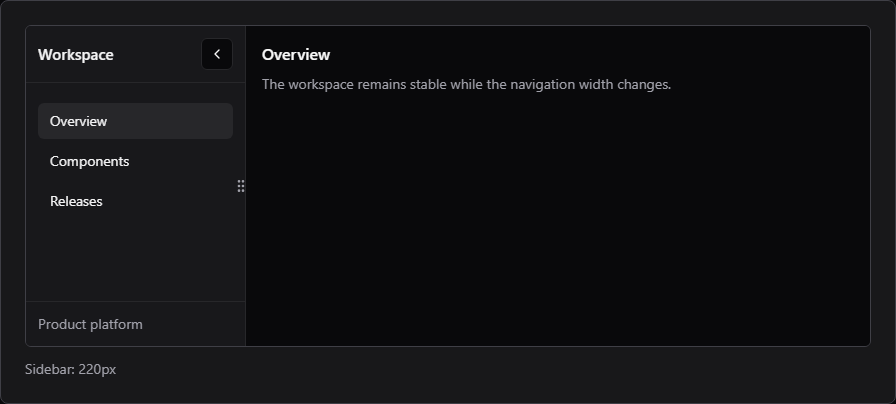 Workspace
Overview
Components
Releases
Product platform
Overview
The workspace remains stable while the navigation width changes.
Sidebar: 220px